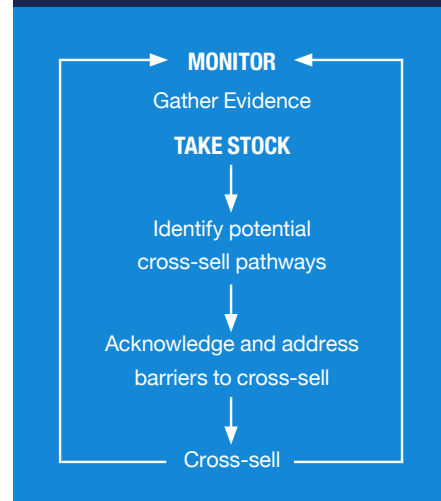 MONITOR
Gather Evidence
TAKE STOCK
Identify potential
cross-sell pathways
Acknowledge and address
barriers to cross-sell
Cross-sell